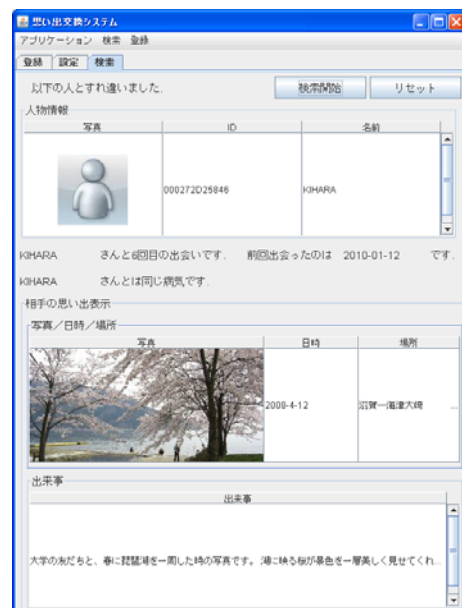 思い出交換システム
アプリケーション 検索 登録
登録 設定 検索
以下の人とすれ違いました.
検索開始 リセット
人物情報
写真 ID 名前
000272D25846 KIHARA
KIHARA さんと6回目の出会いです. 前回出会ったのは 2010-01-12 です.
KIHARA さんとは同じ病気です.
相手の思い出表示
写真／日時／場所
写真 日時 場所
2008-4-12 滋賀－海津大崎 ...
出来事
出来事
大学の友だちと、春に琵琶湖を一周した時の写真です。湖に映る桜が景色を一層美しく見せてくれ...